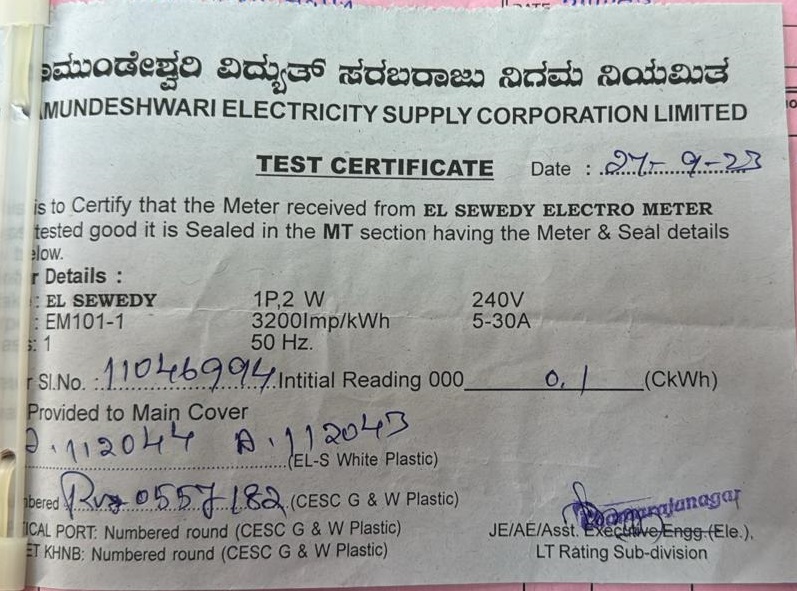 ಾಮುಂಡೇಶ್ವರಿ ವಿದ್ಯುತ್ ಸರಬರಾಜು ನಿಗಮ ನಿಯಮಿತ
MUNDESHWARI ELECTRICITY SUPPLY CORPORATION LIMITED
TEST CERTIFICATE Date : 27-9-23
is to Certify that the Meter received from EL SEWEDY ELECTRO METER
tested good it is Sealed in the MT section having the Meter & Seal details
elow.
r Details :
: EL SEWEDY 1P,2 W 240V
: EM101-1 3200Imp/kWh 5-30A
s: 1 50 Hz.
r Sl.No. : 11046994 Intitial Reading 000 0.1 (CkWh)
Provided to Main Cover
A.112044 A.112043
(EL-S White Plastic)
bered 0557182 (CESC G & W Plastic)
ICAL PORT: Numbered round (CESC G & W Plastic)
ET KHNB: Numbered round (CESC G & W Plastic)
Chamarajanagar
JE/AE/Asst. Executive Engg.(Ele.),
LT Rating Sub-division